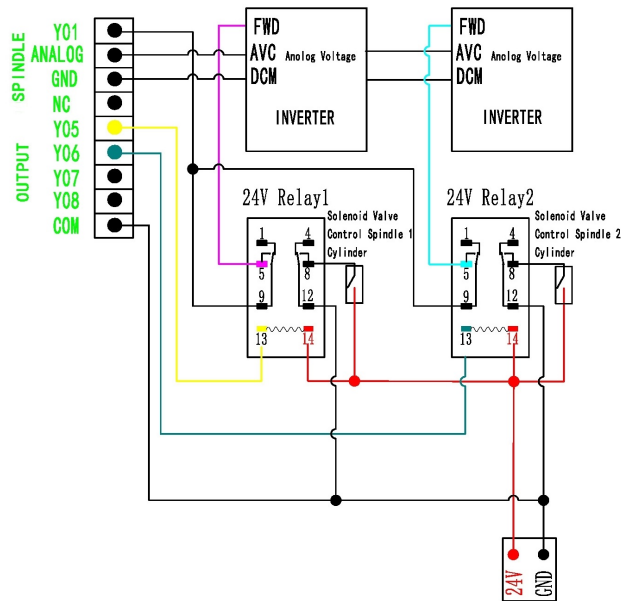 SPINDLE
OUTPUT
Y01
ANALOG
GND
NC
Y05
Y06
Y07
Y08
COM
FWD
AVC
Analog Voltage
DCM
INVERTER
FWD
AVC
Analog Voltage
DCM
INVERTER
24V Relay1
1
4
5
8
9
12
13
14
Solenoid Valve
Control Spindle 1
Cylinder
24V Relay2
1
4
5
8
9
12
13
14
Solenoid Valve
Control Spindle 2
Cylinder
24V
GND